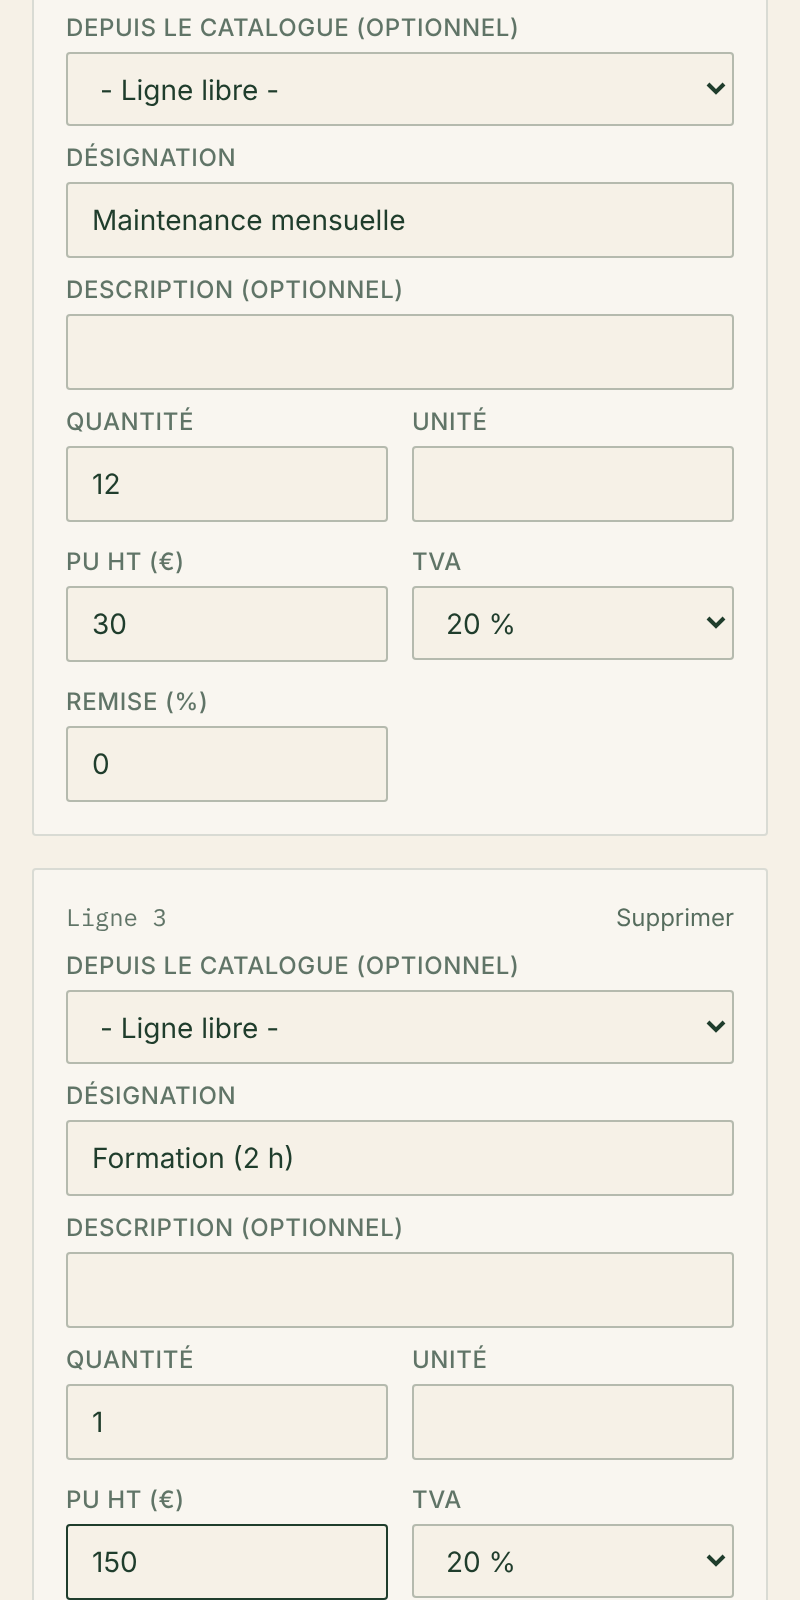 DEPUIS LE CATALOGUE (OPTIONNEL)
- Ligne libre -
DÉSIGNATION
Maintenance mensuelle
DESCRIPTION (OPTIONNEL)
QUANTITÉ UNITÉ
12
PU HT (€) TVA
30 20 %
REMISE (%)
0
Ligne 3 Supprimer
DEPUIS LE CATALOGUE (OPTIONNEL)
- Ligne libre -
DÉSIGNATION
Formation (2 h)
DESCRIPTION (OPTIONNEL)
QUANTITÉ UNITÉ
1
PU HT (€) TVA
150 20 %